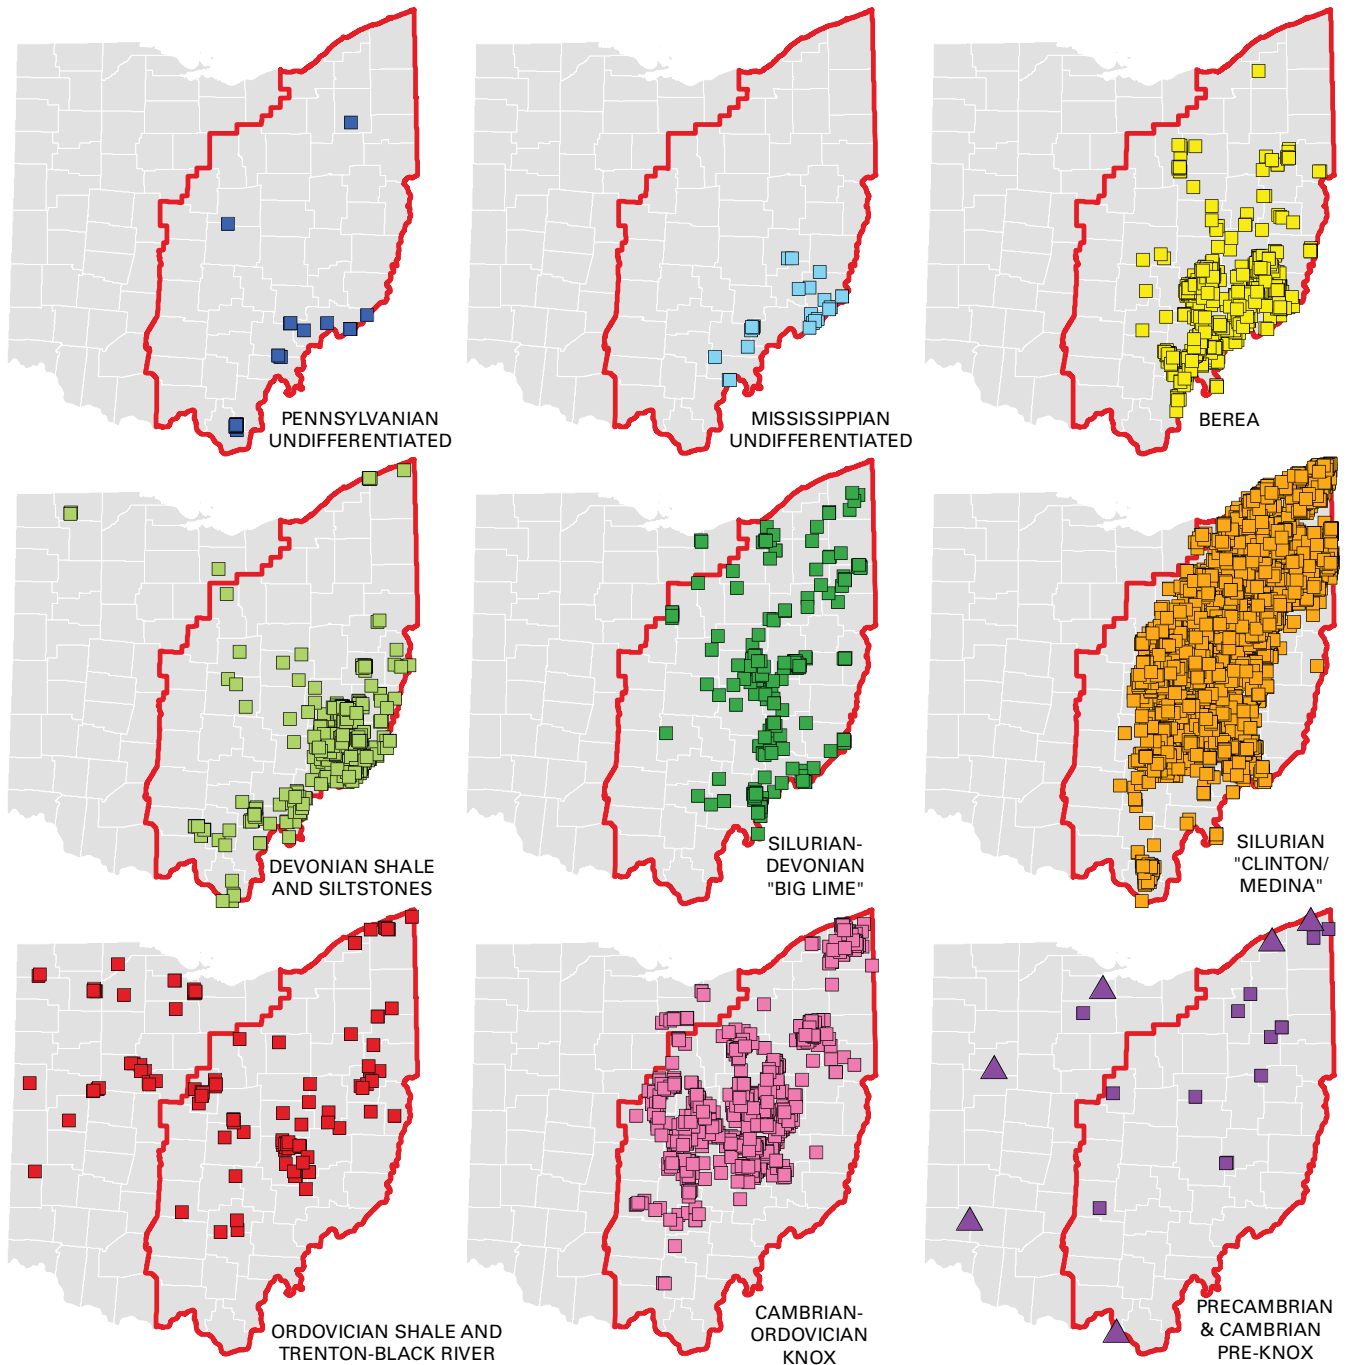 PENNSYLVANIAN
UNDIFFERENTIATED
MISSISSIPPIAN
UNDIFFERENTIATED
BEREA
DEVONIAN SHALE
AND SILTSTONES
SILURIAN-
DEVONIAN
"BIG LIME"
SILURIAN
"CLINTON/
MEDINA"
ORDOVICIAN SHALE AND
TRENTON-BLACK RIVER
CAMBRIAN-
ORDOVICIAN
KNOX
PRECAMBRIAN
& CAMBRIAN
PRE-KNOX